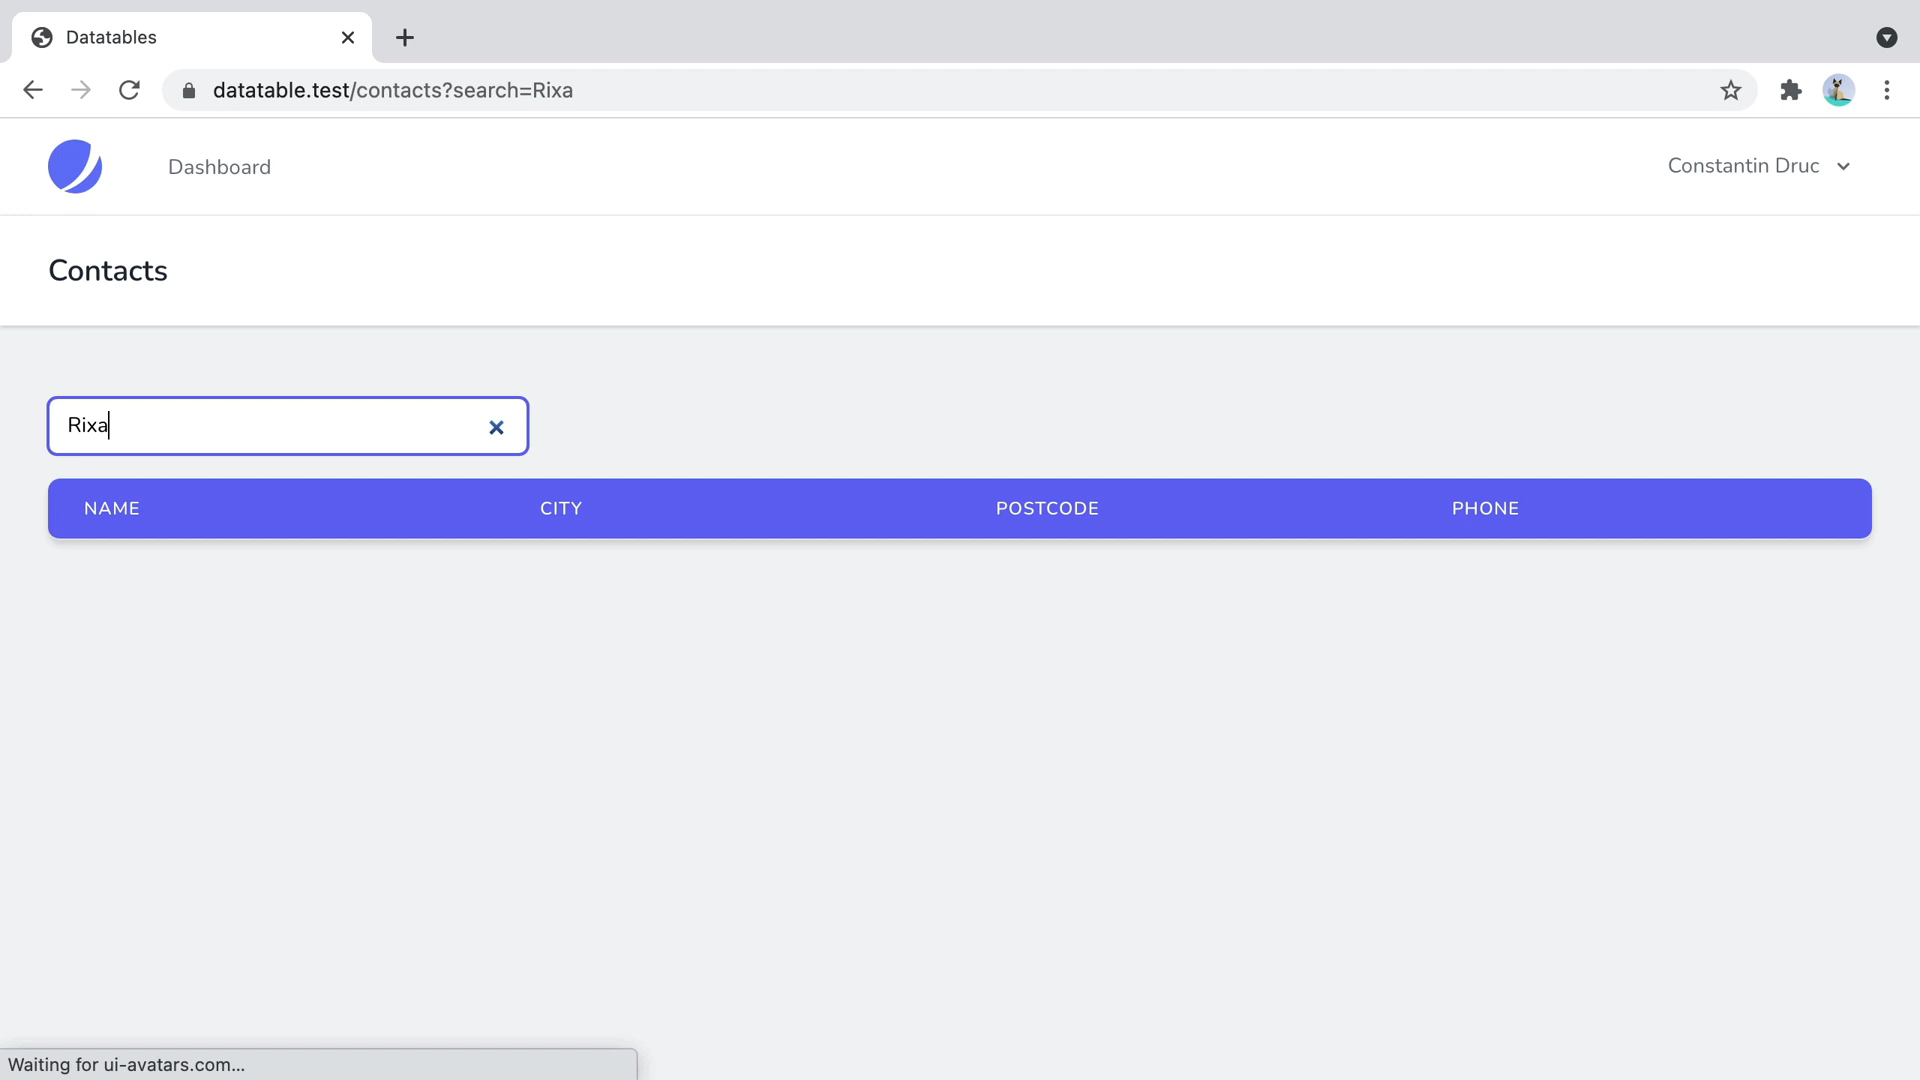 Datatables
datatable.test/contacts?search=Rixa
Dashboard
Constantin Druc
Contacts
Rixa
NAME CITY POSTCODE PHONE
Waiting for ui-avatars.com...